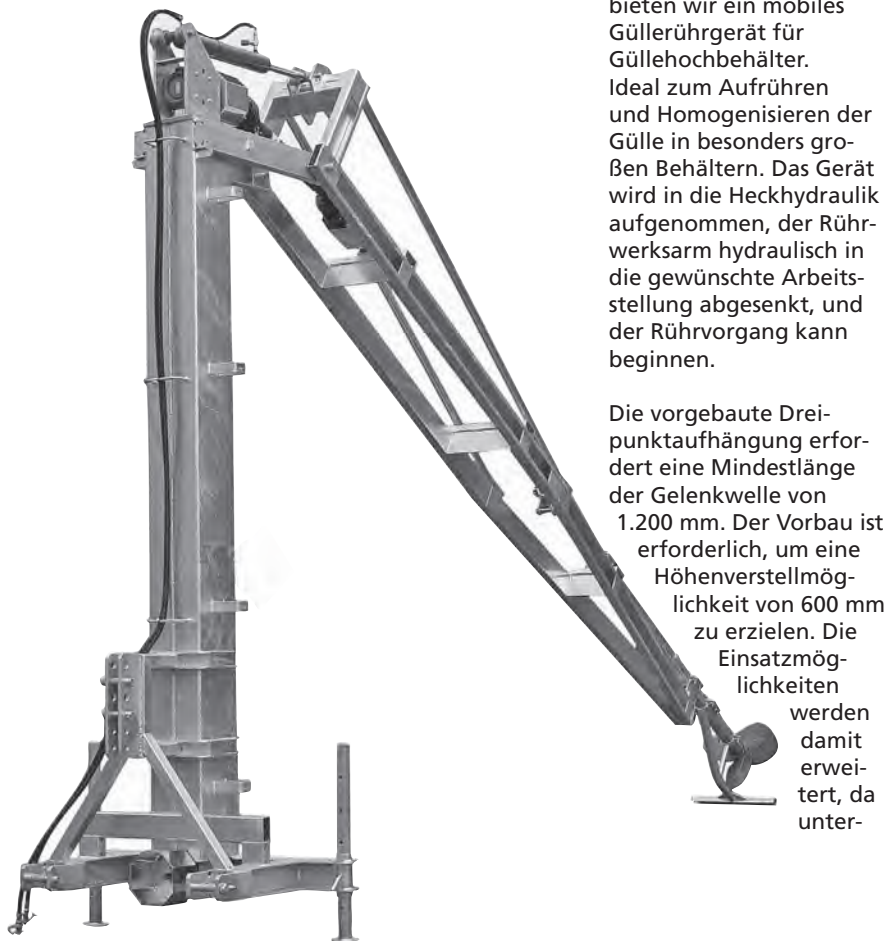 bieten wir ein mobiles
Güllerührgerät für
Güllehochbehälter.
Ideal zum Aufrühren
und Homogenisieren der
Gülle in besonders gro-
ßen Behältern. Das Gerät
wird in die Heckhydraulik
aufgenommen, der Rühr-
werksarm hydraulisch in
die gewünschte Arbeits-
stellung abgesenkt, und
der Rührvorgang kann
beginnen.
Die vorgebaute Drei-
punktaufhängung erfor-
dert eine Mindestlänge
der Gelenkwelle von
1.200 mm. Der Vorbau ist
erforderlich, um eine
Höhenverstellmög-
lichkeit von 600 mm
zu erzielen. Die
Einsatzmög-
lichkeiten
werden
damit
erwei-
tert, da
unter-